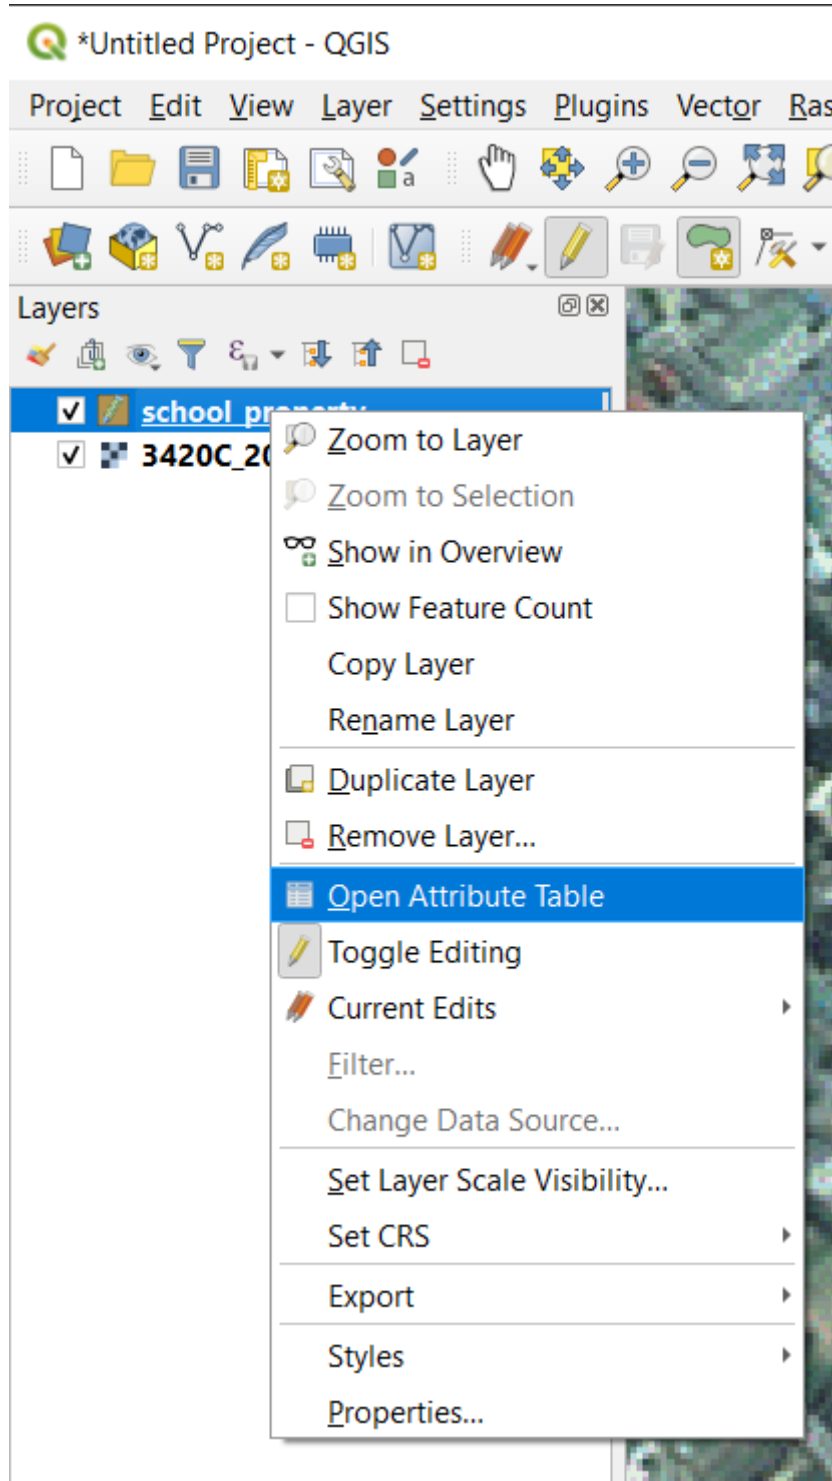 *Untitled Project - QGIS
Project Edit View Layer Settings Plugins Vector Ras
a
Layers
school_property
3420C_20
Zoom to Layer
Zoom to Selection
Show in Overview
Show Feature Count
Copy Layer
Rename Layer
Duplicate Layer
Remove Layer...
Open Attribute Table
Toggle Editing
Current Edits
Filter...
Change Data Source...
Set Layer Scale Visibility...
Set CRS
Export
Styles
Properties...